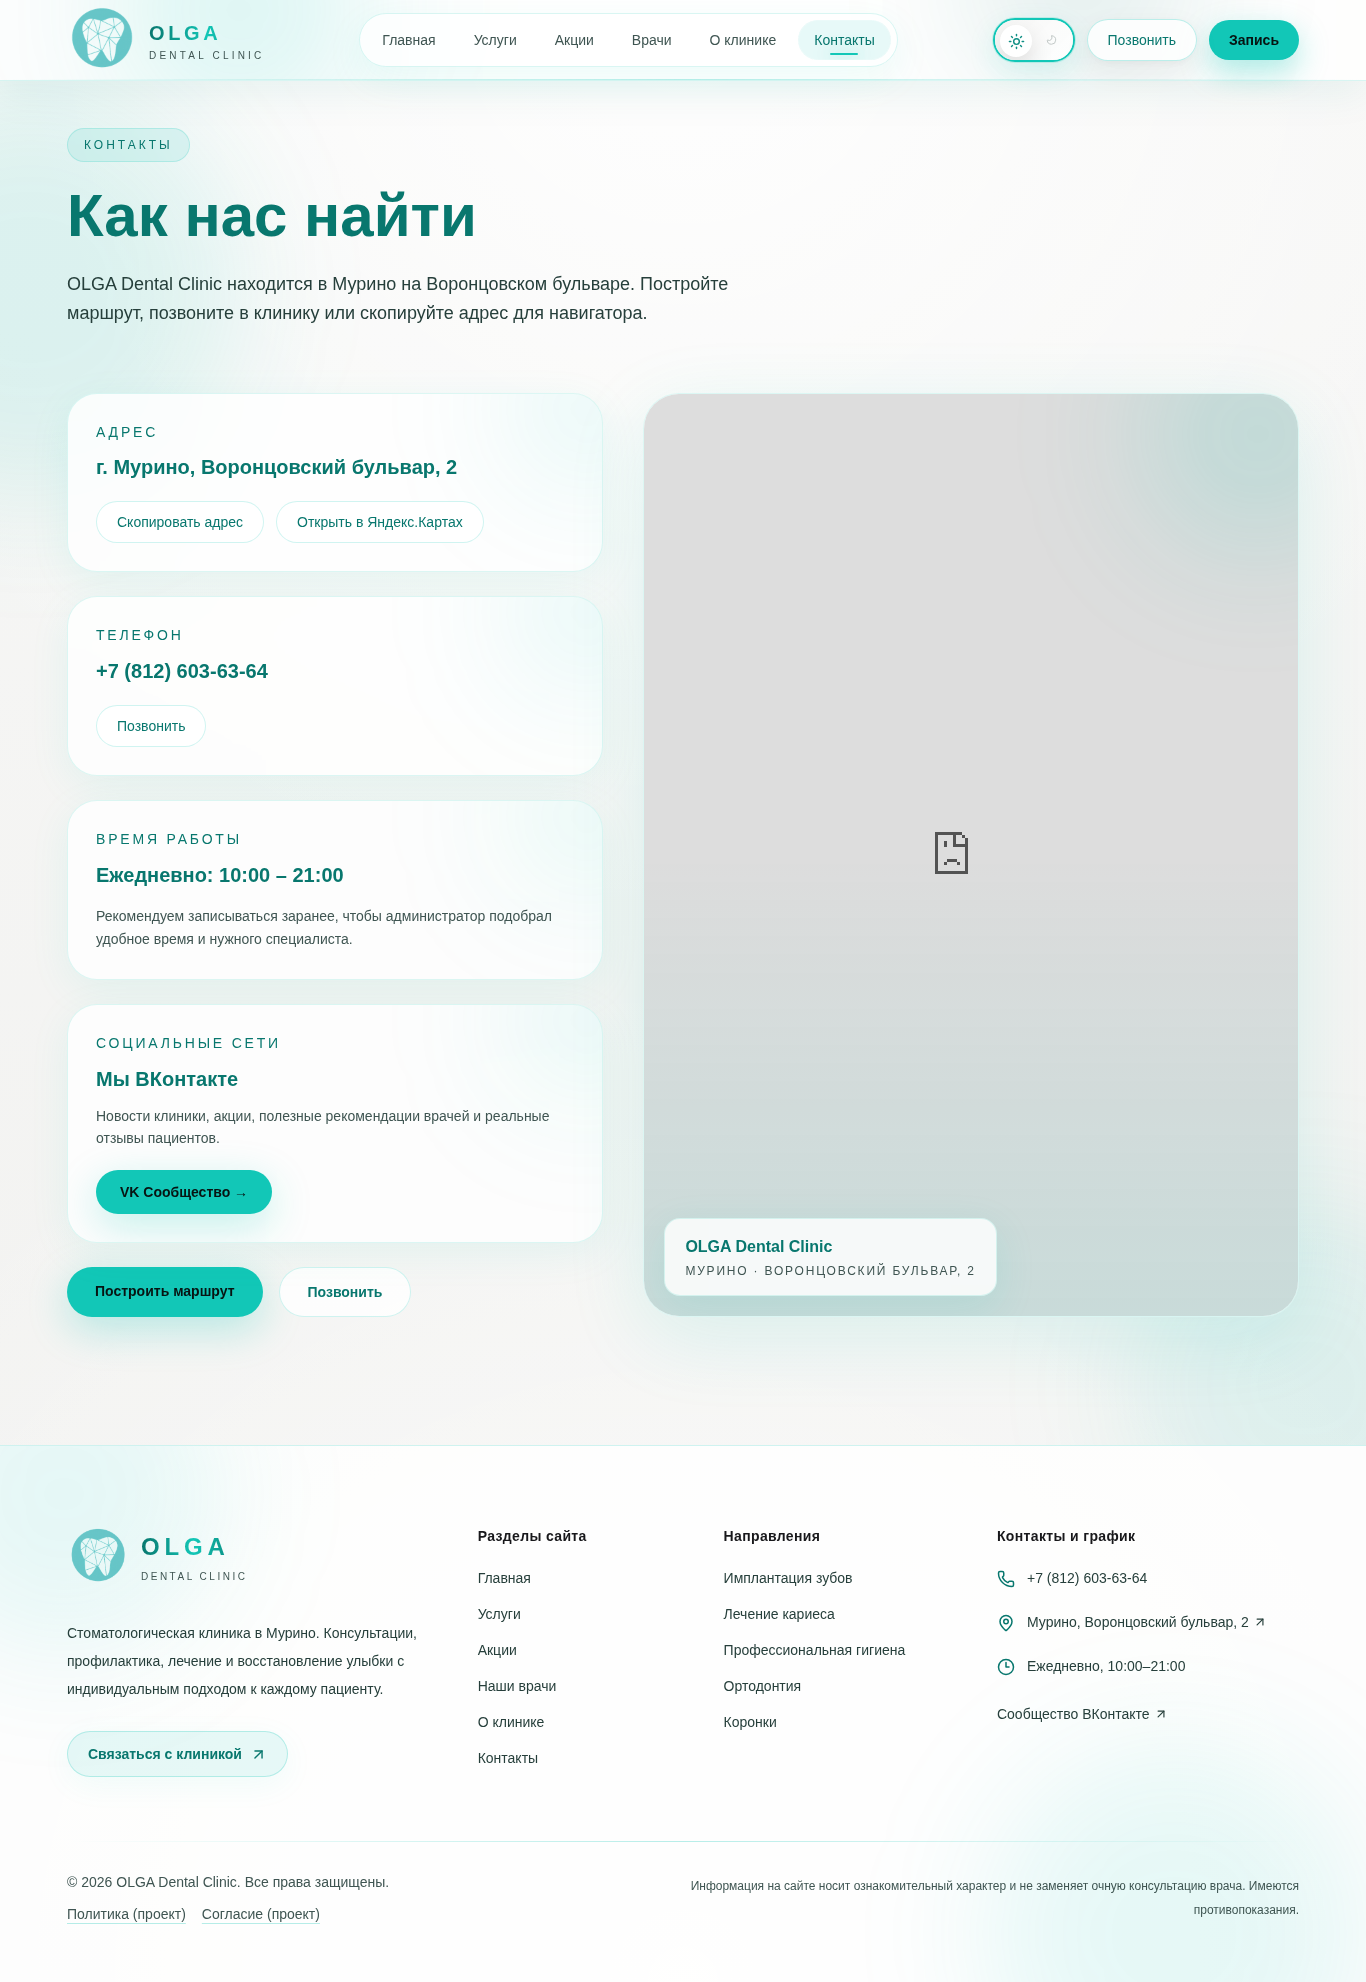 OLGA
DENTAL CLINIC
Главная
Услуги
Акции
Врачи
О клинике
Контакты
Позвонить
Запись
КОНТАКТЫ
Как нас найти
OLGA Dental Clinic находится в Мурино на Воронцовском бульваре. Постройте
маршрут, позвоните в клинику или скопируйте адрес для навигатора.
АДРЕС
г. Мурино, Воронцовский бульвар, 2
Скопировать адрес
Открыть в Яндекс.Картах
ТЕЛЕФОН
+7 (812) 603-63-64
Позвонить
ВРЕМЯ РАБОТЫ
Ежедневно: 10:00 – 21:00
Рекомендуем записываться заранее, чтобы администратор подобрал
удобное время и нужного специалиста.
СОЦИАЛЬНЫЕ СЕТИ
Мы ВКонтакте
Новости клиники, акции, полезные рекомендации врачей и реальные
отзывы пациентов.
VK Сообщество →
Построить маршрут
Позвонить
OLGA Dental Clinic
МУРИНО · ВОРОНЦОВСКИЙ БУЛЬВАР, 2
OLGA
DENTAL CLINIC
Стоматологическая клиника в Мурино. Консультации,
профилактика, лечение и восстановление улыбки с
индивидуальным подходом к каждому пациенту.
Связаться с клиникой
Разделы сайта
Главная
Услуги
Акции
Наши врачи
О клинике
Контакты
Направления
Имплантация зубов
Лечение кариеса
Профессиональная гигиена
Ортодонтия
Коронки
Контакты и график
+7 (812) 603-63-64
Мурино, Воронцовский бульвар, 2
Ежедневно, 10:00–21:00
Сообщество ВКонтакте
© 2026 OLGA Dental Clinic. Все права защищены.
Политика (проект)
Согласие (проект)
Информация на сайте носит ознакомительный характер и не заменяет очную консультацию врача. Имеются
противопоказания.